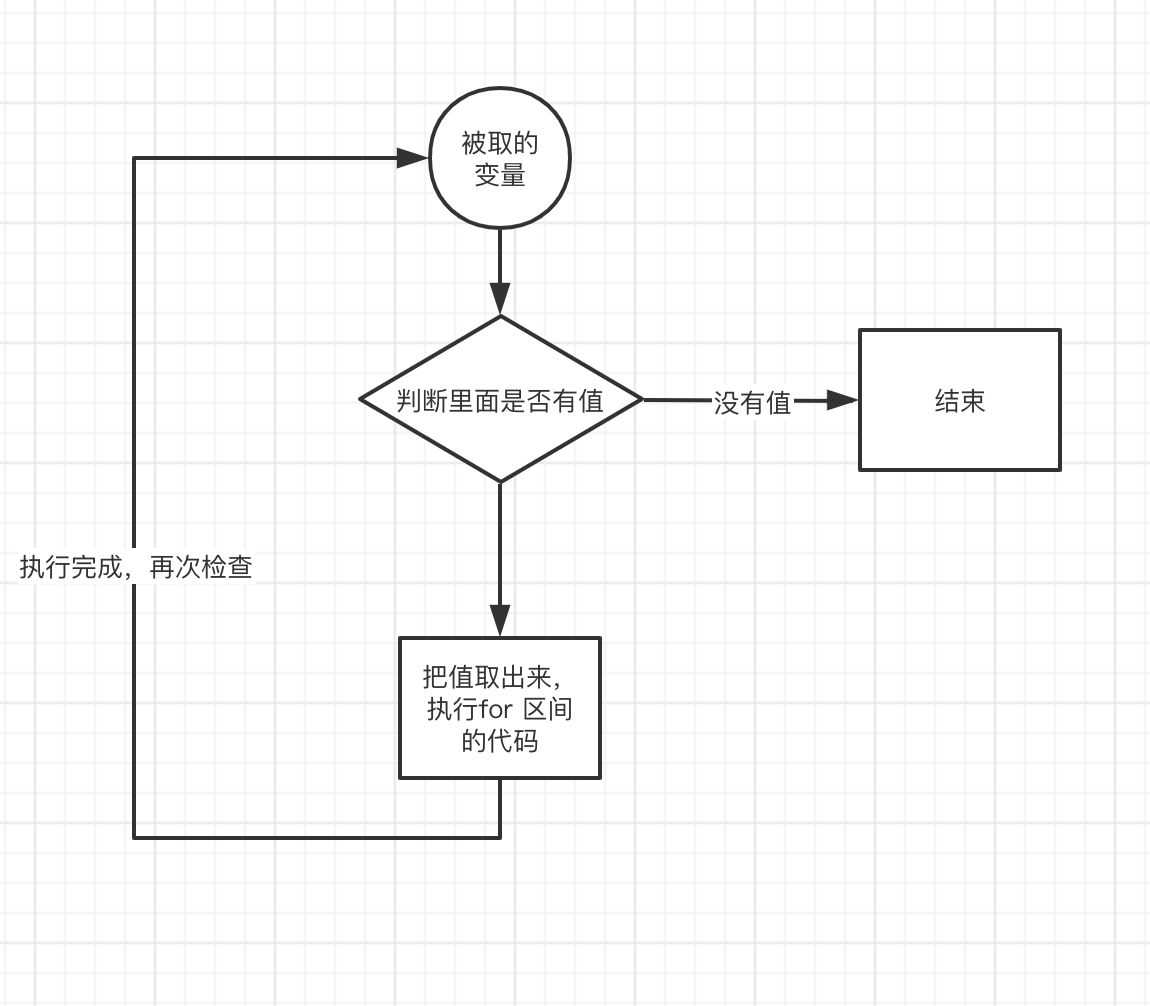 被取的
变量
判断里面是否有值
没有值
结束
执行完成，再次检查
把值取出来，
执行for 区间
的代码